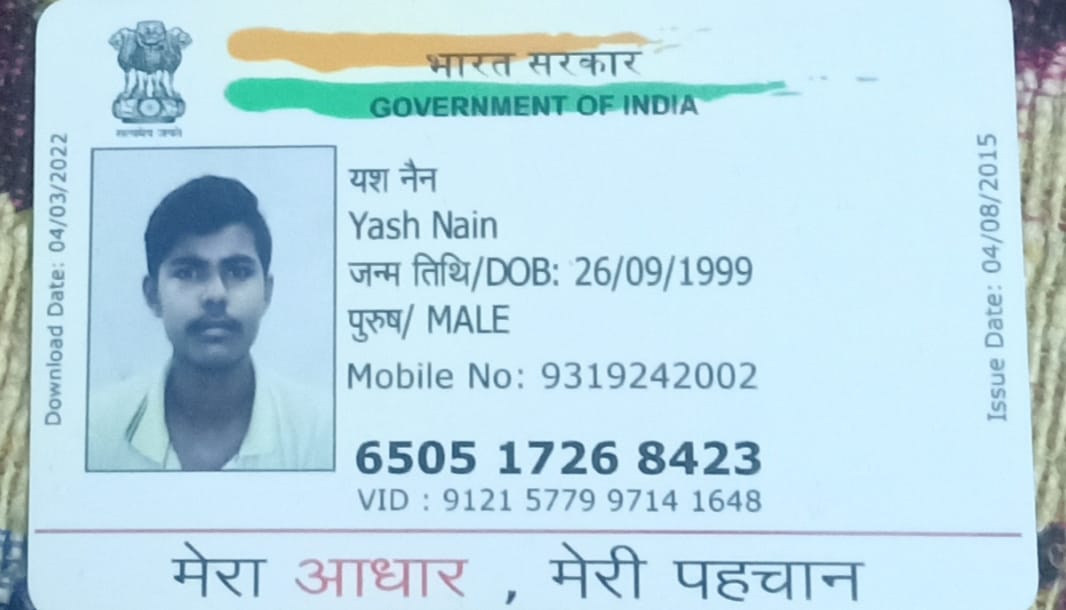 भारत सरकार
GOVERNMENT OF INDIA
सत्यमेव जयते
Download Date: 04/03/2022
Issue Date: 04/08/2015
यश नैन
Yash Nain
जन्म तिथि/DOB: 26/09/1999
पुरुष/ MALE
Mobile No: 9319242002
6505 1726 8423
VID : 9121 5779 9714 1648
मेरा आधार , मेरी पहचान